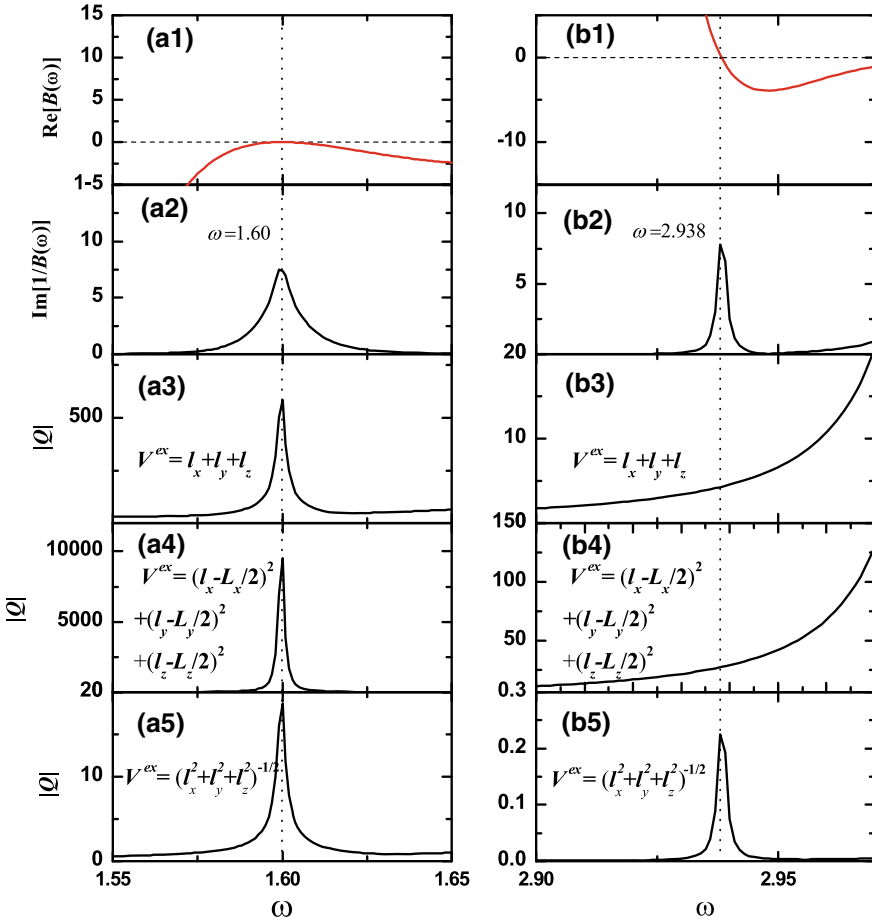 (a1)
Re[B(ω)]
15
10
5
0
1-5
(a2)
ω=1.60
Im[1/B(ω)]
10
5
0
(a3)
|Q|
500
V^ex = l_x+l_y+l_z
(a4)
|Q|
10000
5000
20
V^ex = (l_x-L_x/2)^2
+(l_y-L_y/2)^2
+(l_z-L_z/2)^2
(a5)
|Q|
10
0
V^ex = (l_x^2+l_y^2+l_z^2)^-1/2
1.55
1.60
1.65
ω
(b1)
0
-10
(b2)
ω=2.938
10
5
20
(b3)
10
V^ex = l_x+l_y+l_z
150
(b4)
100
50
0.3
V^ex = (l_x-L_x/2)^2
+(l_y-L_y/2)^2
+(l_z-L_z/2)^2
(b5)
0.2
0.1
0.0
V^ex = (l_x^2+l_y^2+l_z^2)^-1/2
2.90
2.95
ω